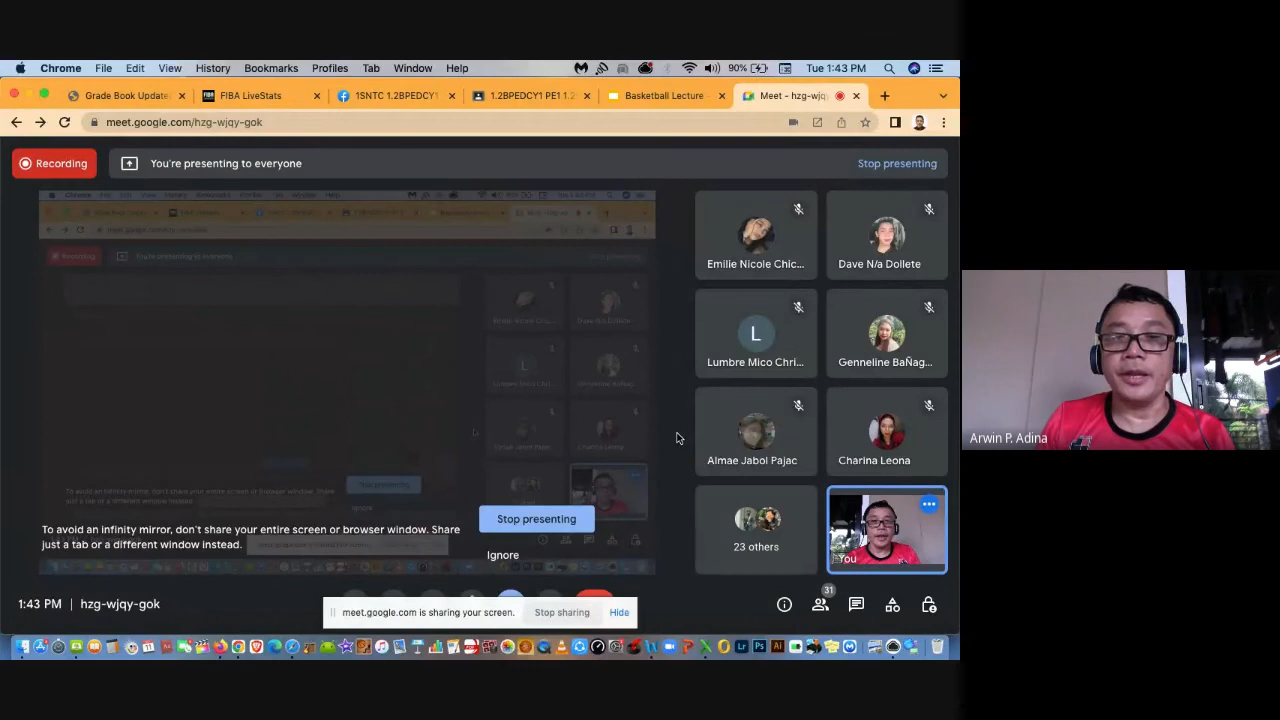 Chrome File Edit View History Bookmarks Profiles Tab Window Help 90% Tue 1:43 PM
Grade Book Update FIBA LiveStats 1SNTC 1.2BPEDCY1 1.2BPEDCY1 PE1 1.2 Basketball Lecture - Meet - hzg-wjqy
meet.google.com/hzg-wjqy-gok
Recording You're presenting to everyone Stop presenting
Emilie Nicole Chic... Dave N/a Dollete
L
Lumbre Mico Chri... Genneline BaÑag...
Almae Jabol Pajac Charina Leona
Arwin P. Adina
23 others
You
To avoid an infinity mirror, don't share your entire screen or browser window. Share
just a tab or a different window instead.
Stop presenting
Ignore
1:43 PM | hzg-wjqy-gok
31
meet.google.com is sharing your screen. Stop sharing Hide